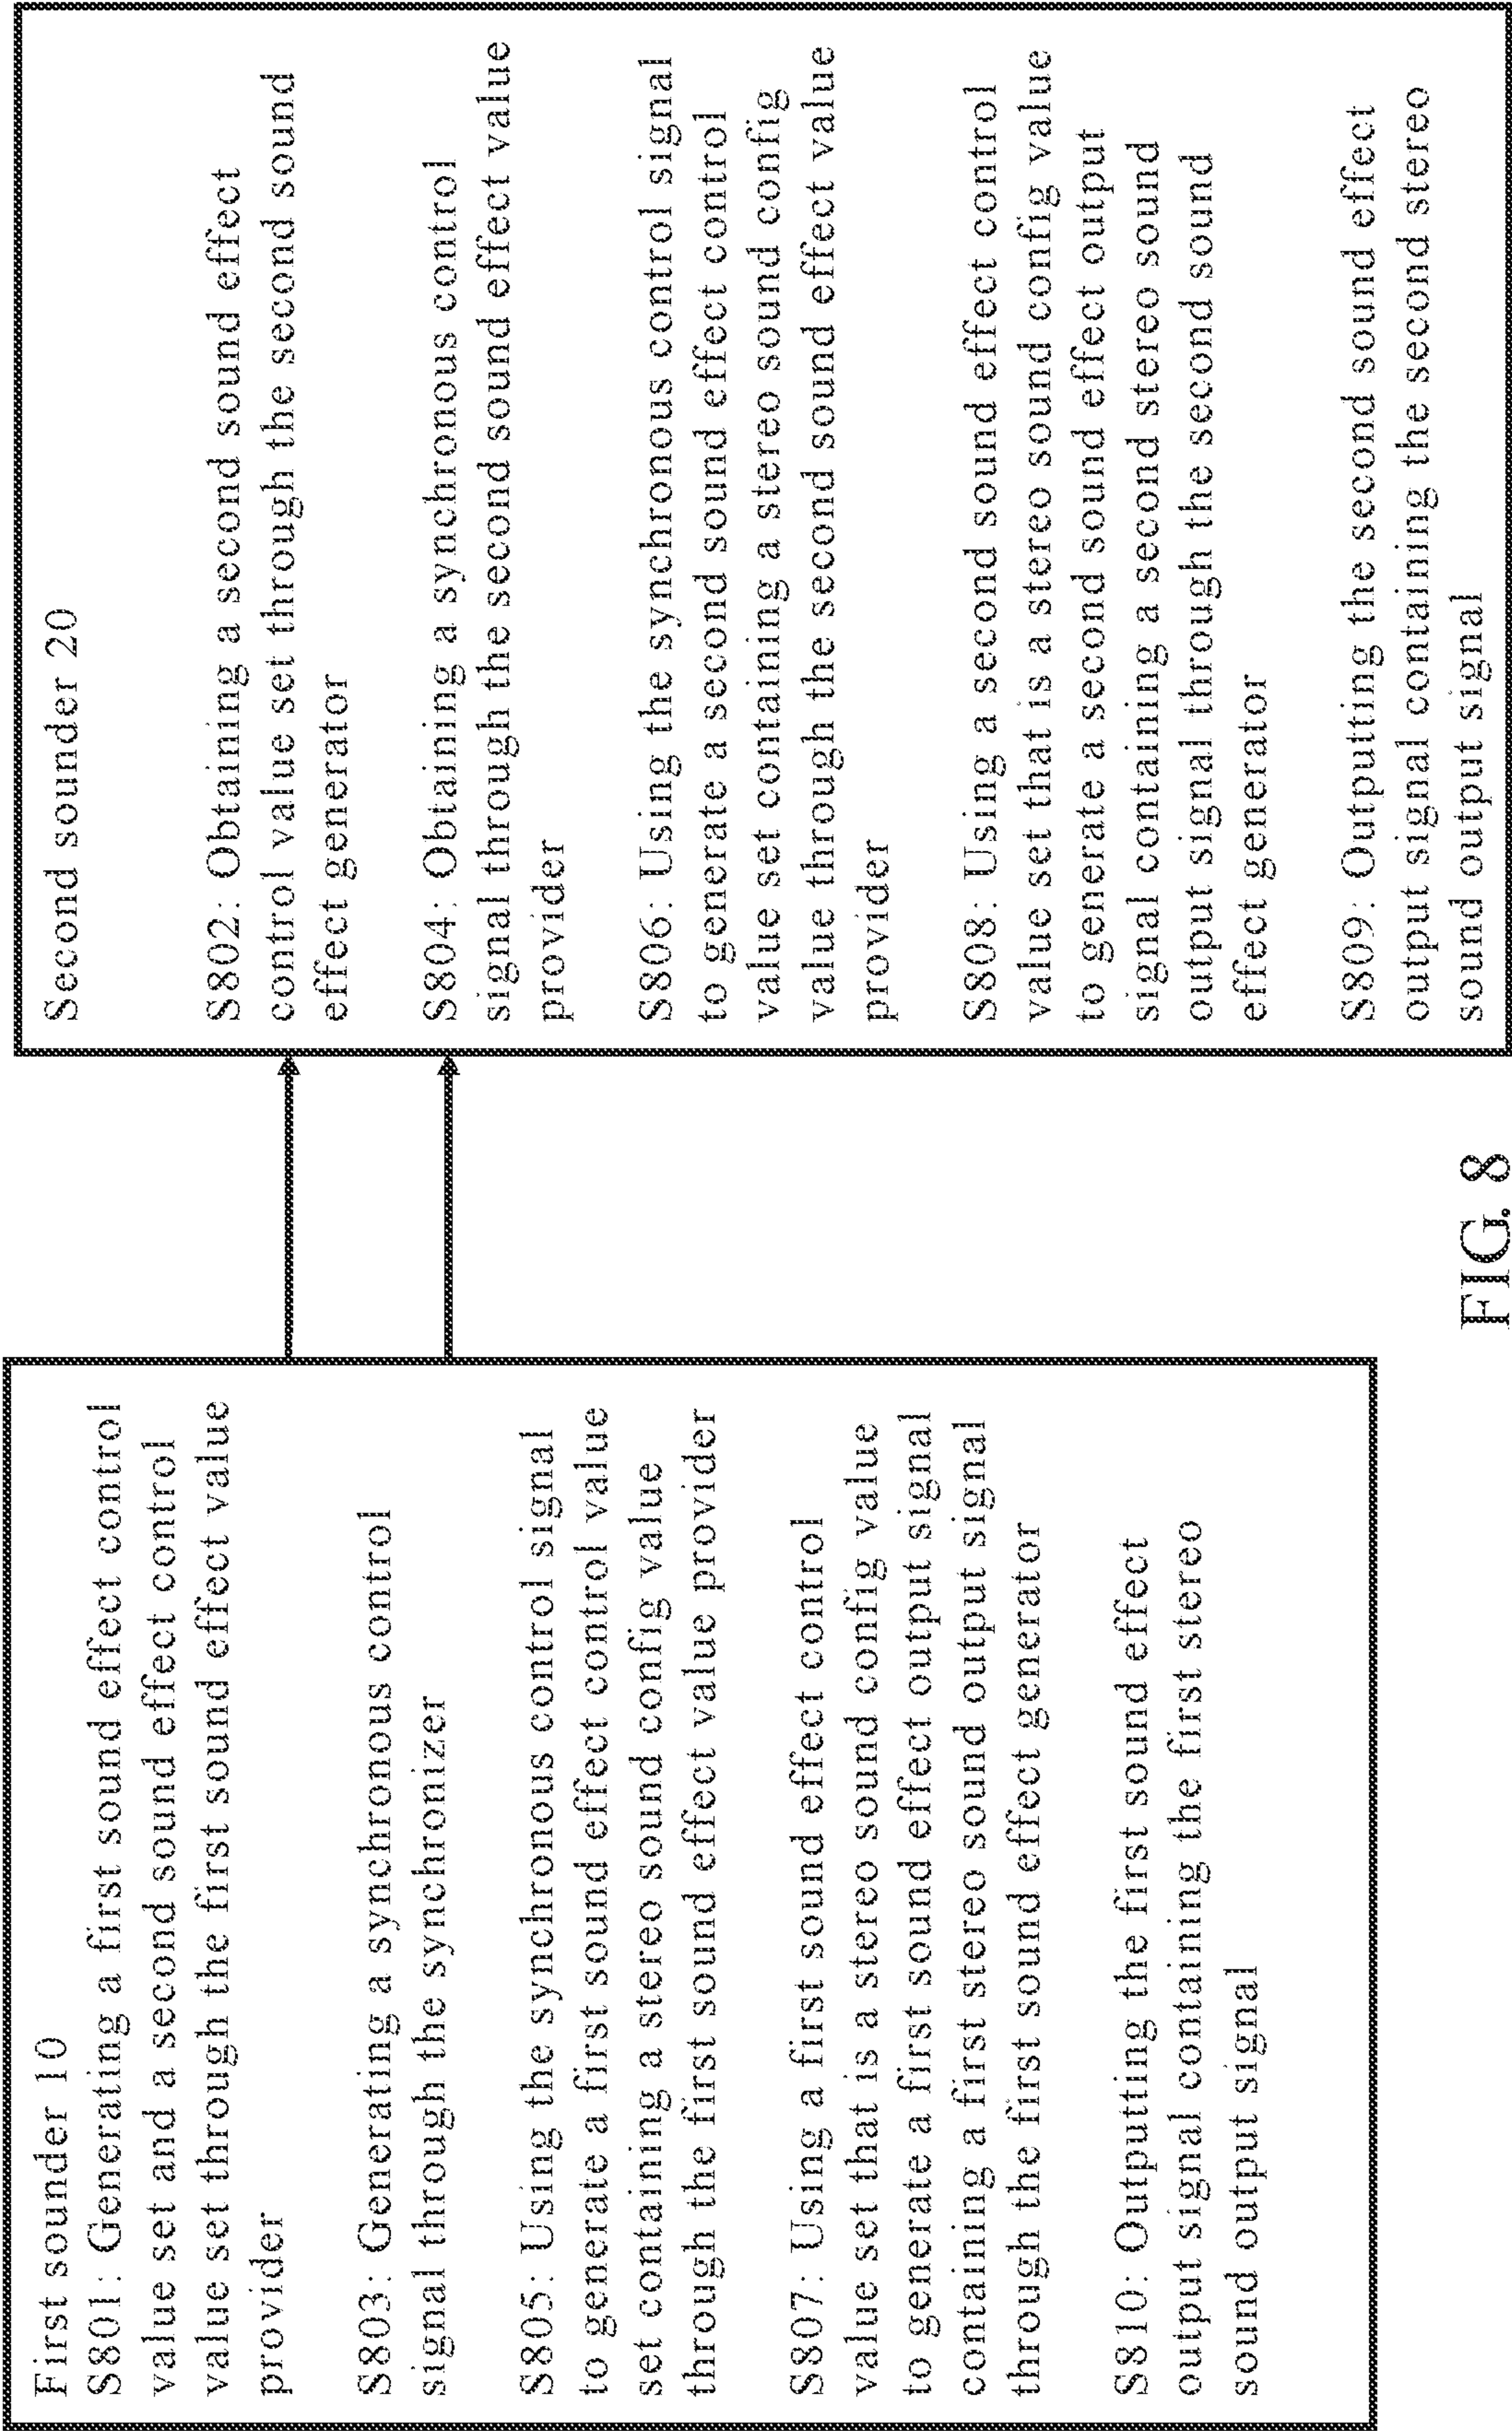 First sounder 10
S801: Generating a first sound effect control
value set and a second sound effect control
value set through the first sound effect value
provider
S803: Generating a synchronous control
signal through the synchronizer
S805: Using the synchronous control signal
to generate a first sound effect control value
set containing a stereo sound config value
through the first sound effect value provider
S807: Using a first sound effect control
value set that is a stereo sound config value
to generate a first sound effect output signal
containing a first stereo sound output signal
through the first sound effect generator
S810: Outputting the first sound effect
output signal containing the first stereo
sound output signal
Second sounder 20
S802: Obtaining a second sound effect
control value set through the second sound
effect generator
S804: Obtaining a synchronous control
signal through the second sound effect value
provider
S806: Using the synchronous control signal
to generate a second sound effect control
value set containing a stereo sound config
value through the second sound effect value
provider
S808: Using a second sound effect control
value set that is a stereo sound config value
to generate a second sound effect output
signal containing a second stereo sound
output signal through the second sound
effect generator
S809: Outputting the second sound effect
output signal containing the second stereo
sound output signal
FIG. 8